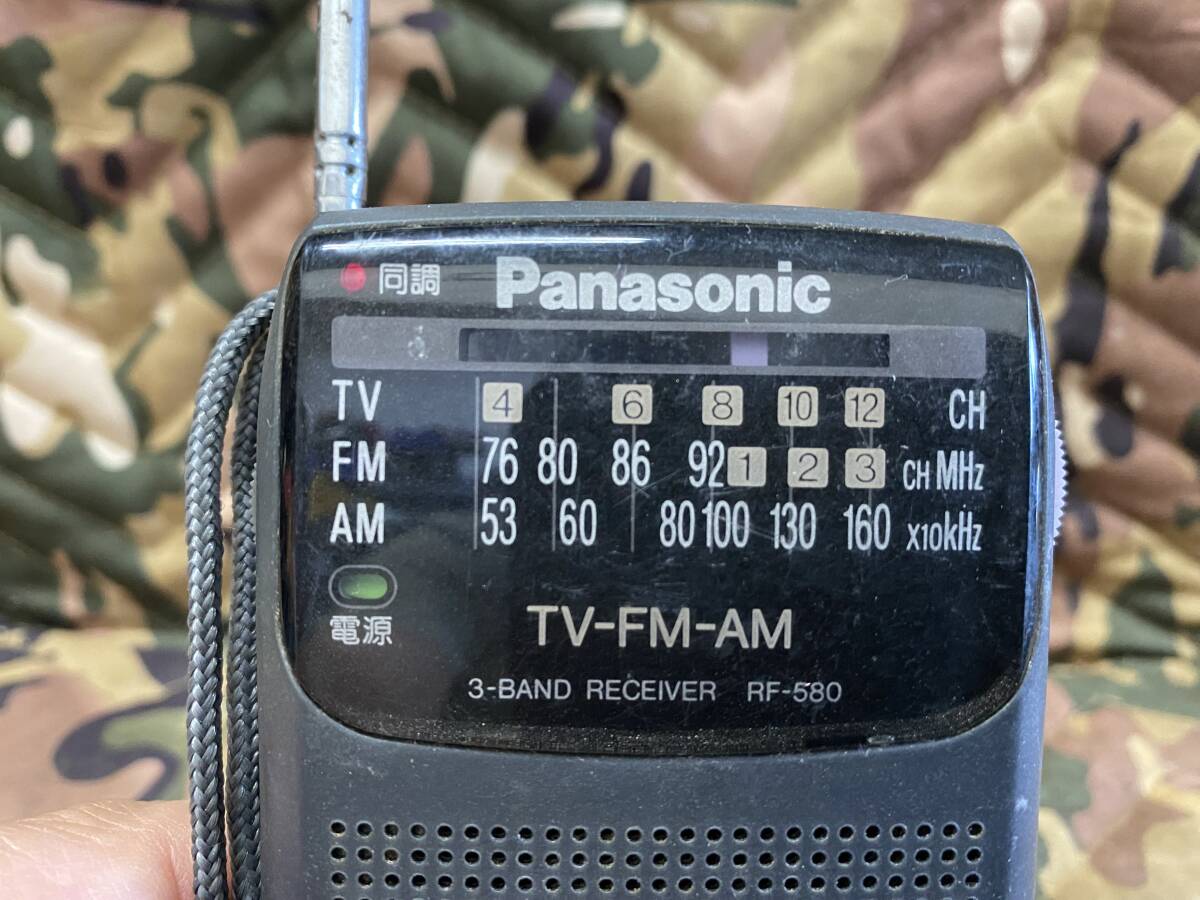 同調 Panasonic
TV 4 6 8 10 12 CH
FM 76 80 86 92 1 2 3 CH MHz
AM 53 60 80 100 130 160 x10kHz
電源
TV-FM-AM
3-BAND RECEIVER RF-580